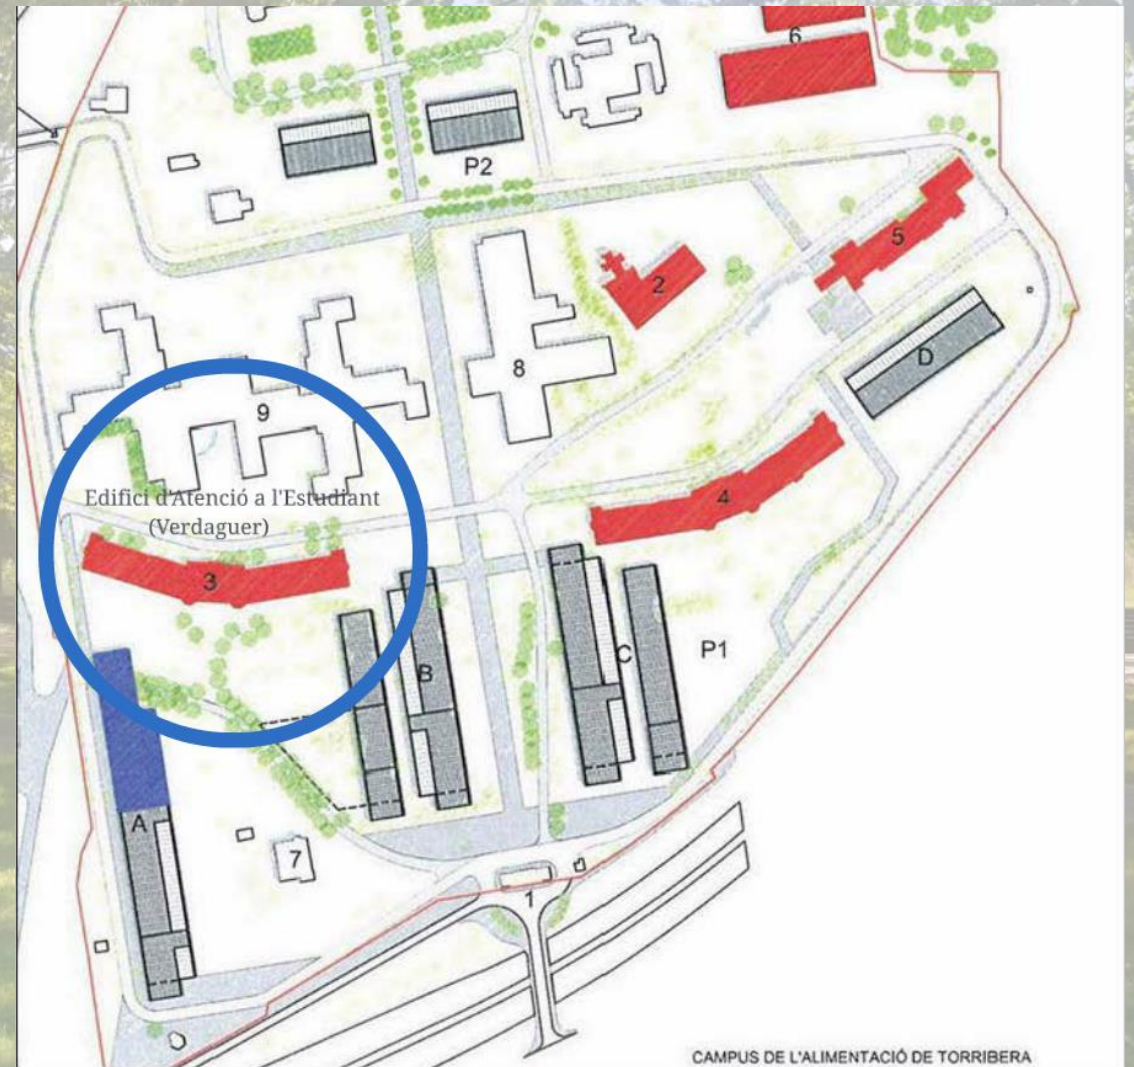 6
P2
5
2
D
8
9
Edifici d'Atenció a l'Estudiant
(Verdaguer)
4
3
C
P1
B
A
7
1
CAMPUS DE L'ALIMENTACIÓ DE TORRIBERA